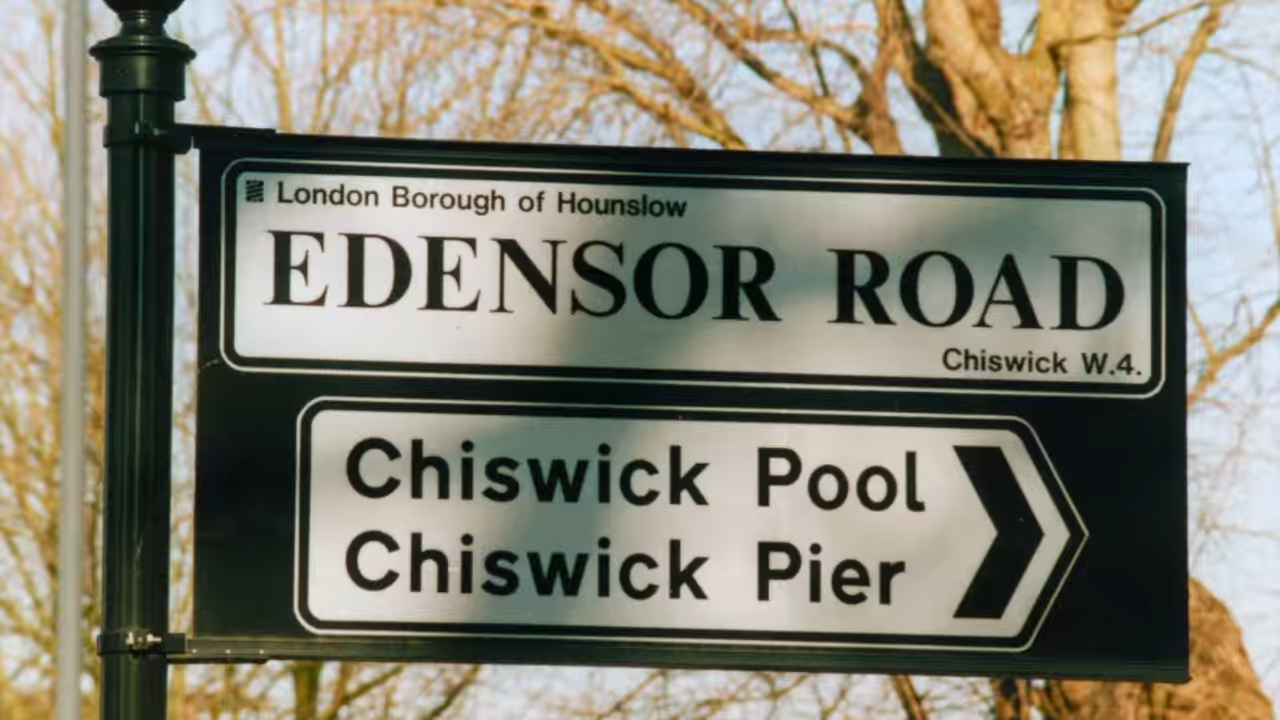 London Borough of Hounslow
EDENSOR ROAD
Chiswick W.4.
Chiswick Pool
Chiswick Pier